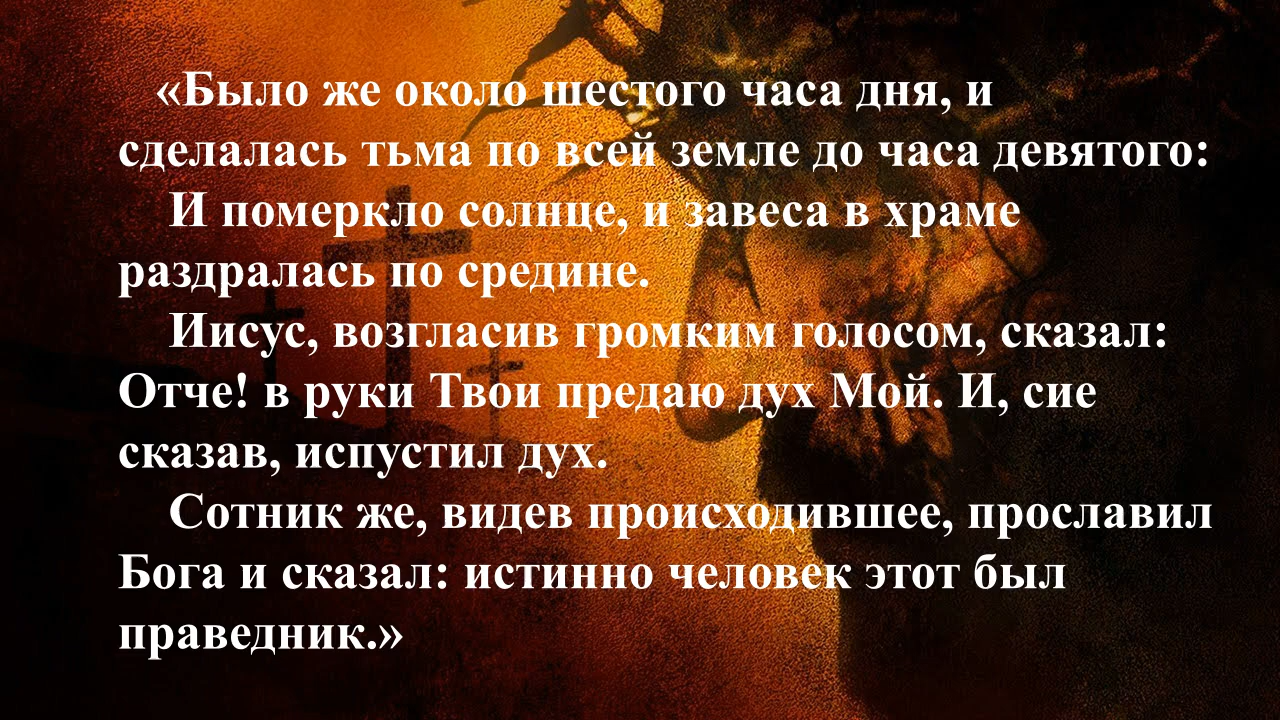 «Было же около шестого часа дня, и
сделалась тьма по всей земле до часа девятого:
И померкло солнце, и завеса в храме
раздралась по средине.
Иисус, возгласив громким голосом, сказал:
Отче! в руки Твои предаю дух Мой. И, сие
сказав, испустил дух.
Сотник же, видев происходившее, прославил
Бога и сказал: истинно человек этот был
праведник.»